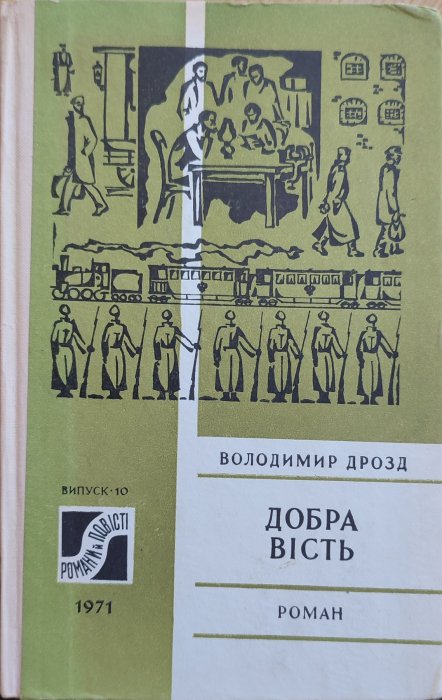 ВОЛОДИМИР ДРОЗД
ДОБРА
ВІСТЬ
РОМАН
ВИПУСК·10
РОМАНИ Й ПОВІСТІ
1971